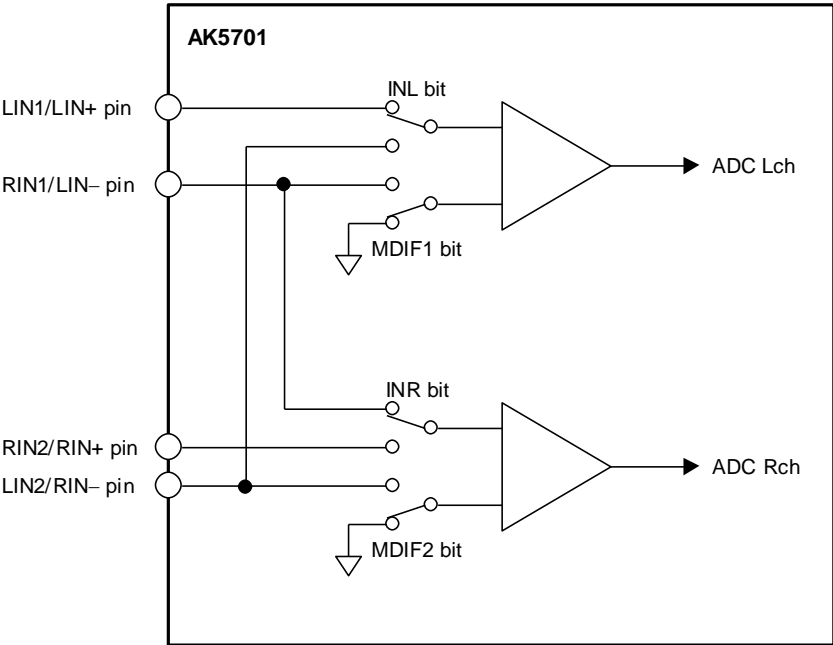 AK5701
INL bit
LIN1/LIN+ pin
ADC Lch
RIN1/LIN− pin
MDIF1 bit
INR bit
RIN2/RIN+ pin
ADC Rch
LIN2/RIN− pin
MDIF2 bit